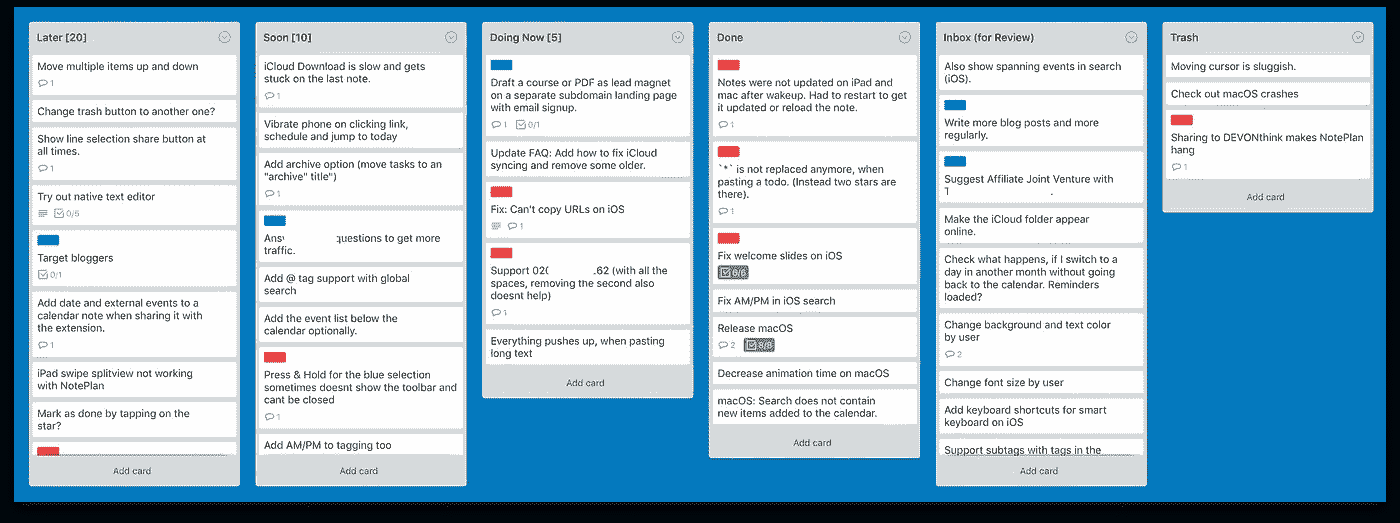 Later [20]
Move multiple items up and down
1
Change trash button to another one?
Show line selection share button at
all times.
1
Try out native text editor
0/5
Target bloggers
0/1
Add date and external events to a
calendar note when sharing it with
the extension.
1
iPad swipe splitview not working
with NotePlan
Mark as done by tapping on the
star?
Add card
Soon [10]
iCloud Download is slow and gets
stuck on the last note.
1
Vibrate phone on clicking link,
schedule and jump to today
Add archive option (move tasks to an
"archive" title")
1
questions to get more
traffic.
Add @ tag support with global
search
Add the event list below the
calendar optionally.
Press & Hold for the blue selection
sometimes doesnt show the toolbar and
cant be closed
1
Add AM/PM to tagging too
Add card
Doing Now [5]
Draft a course or PDF as lead magnet
on a separate subdomain landing page
with email signup.
1 0/1
Update FAQ: Add how to fix iCloud
syncing and remove some older.
Fix: Can't copy URLs on iOS
1
Support 02( .62 (with all the
spaces, removing the second also
doesnt help)
1
Everything pushes up, when pasting
long text
Add card
Done
Notes were not updated on iPad and
mac after wakeup. Had to restart to get
it updated or reload the note.
1
`*` is not replaced anymore, when
pasting a todo. (Instead two stars are
there).
1
Fix welcome slides on iOS
6/6
Fix AM/PM in iOS search
Release macOS
2 8/8
Decrease animation time on macOS
macOS: Search does not contain
new items added to the calendar.
Add card
Inbox (for Review)
Also show spanning events in search
(iOS).
Write more blog posts and more
regularly.
Suggest Affiliate Joint Venture with
Make the iCloud folder appear
online.
Check what happens, if I switch to a
day in another month without going
back to the calendar. Reminders
loaded?
Change background and text color
by user
2
Change font size by user
Add keyboard shortcuts for smart
keyboard on iOS
Support subtags with tags in the
Add card
Trash
Moving cursor is sluggish.
Check out macOS crashes
Sharing to DEVONthink makes NotePlan
hang
1
Add card